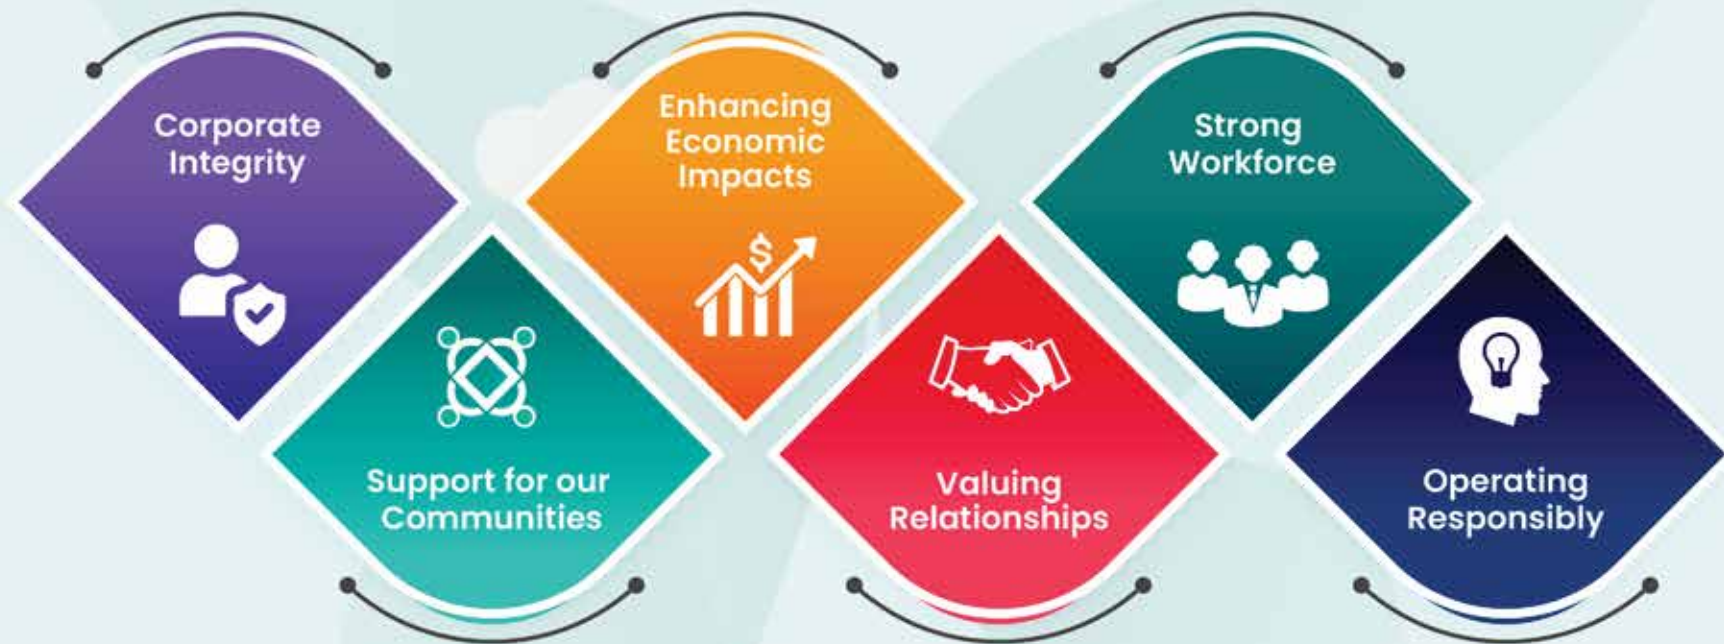 Corporate
Integrity
Support for our
Communities
Enhancing
Economic
Impacts
$
Valuing
Relationships
Strong
Workforce
Operating
Responsibly